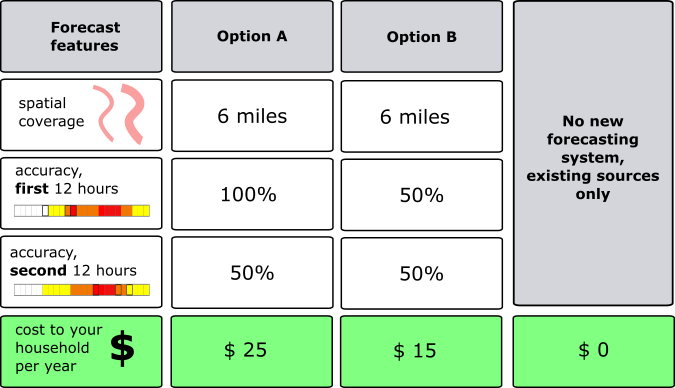 Forecast
features
Option A
Option B
No new
forecasting
system,
existing sources
only
spatial
coverage
6 miles
6 miles
accuracy,
first 12 hours
100%
50%
accuracy,
second 12 hours
50%
50%
cost to your
household
per year
$
$ 25
$ 15
$ 0